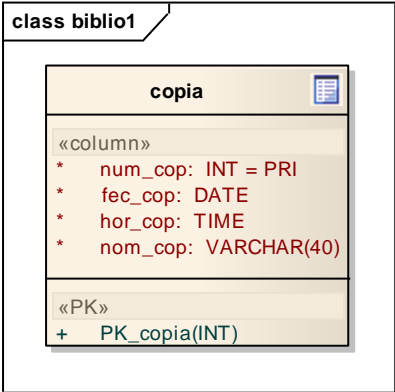 class biblio1
copia
«column»
* num_cop: INT = PRI
* fec_cop: DATE
* hor_cop: TIME
* nom_cop: VARCHAR(40)
«PK»
+ PK_copia(INT)